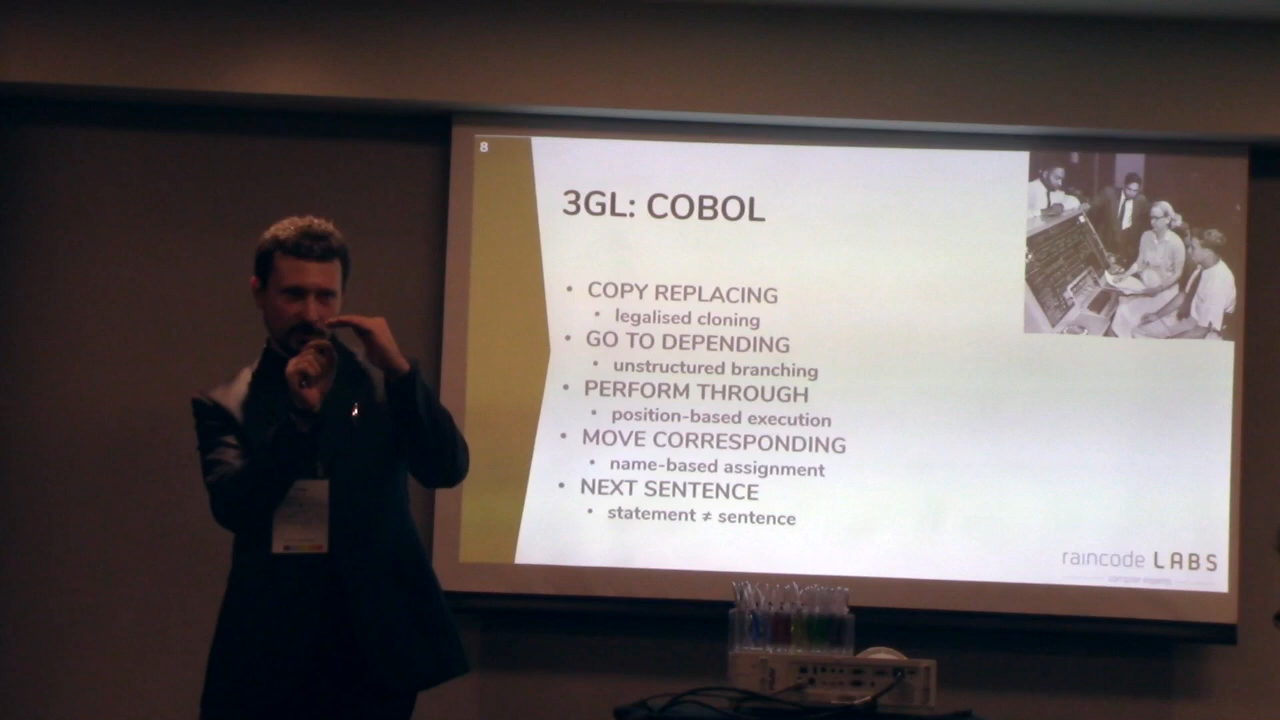 8
3GL: COBOL
• COPY REPLACING
• legalised cloning
• GO TO DEPENDING
• unstructured branching
• PERFORM THROUGH
• position-based execution
• MOVE CORRESPONDING
• name-based assignment
• NEXT SENTENCE
• statement ≠ sentence
raincode LABS